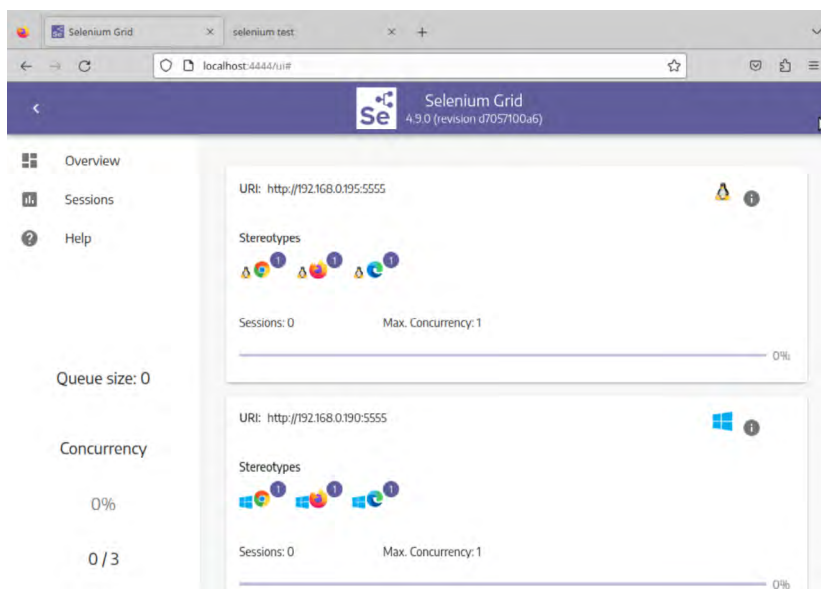 Selenium Grid
selenium test
localhost:4444/ui#
Se
Selenium Grid
4.9.0 (revision d7057100a6)
Overview
Sessions
Help
Queue size: 0
Concurrency
0%
0 / 3
URI: http://192.168.0.195:5555
Stereotypes
1 1 1
Sessions: 0 Max. Concurrency: 1
0%
URI: http://192.168.0.190:5555
Stereotypes
1 1 1
Sessions: 0 Max. Concurrency: 1
0%